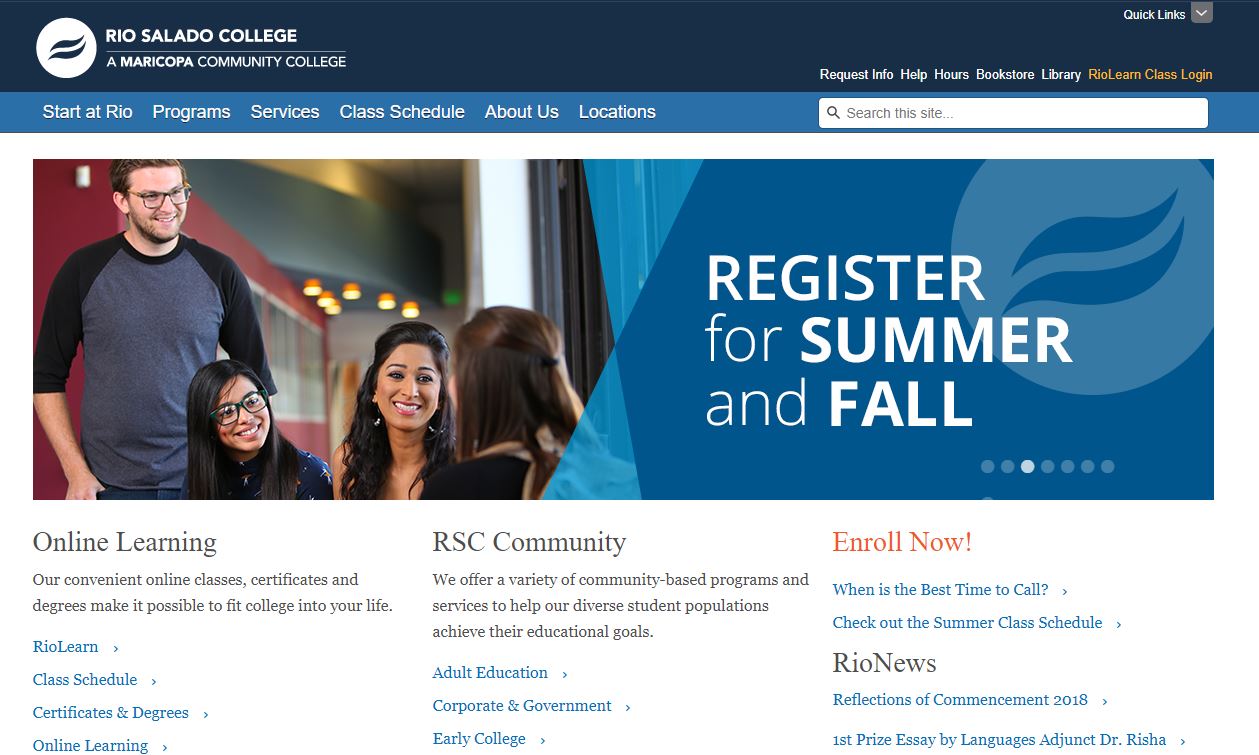 Quick Links
RIO SALADO COLLEGE
A MARICOPA COMMUNITY COLLEGE
Request Info Help Hours Bookstore Library RioLearn Class Login
Start at Rio Programs Services Class Schedule About Us Locations
Search this site...
REGISTER
for SUMMER
and FALL
Online Learning
Our convenient online classes, certificates and
degrees make it possible to fit college into your life.
RioLearn ›
Class Schedule ›
Certificates & Degrees ›
Online Learning ›
RSC Community
We offer a variety of community-based programs and
services to help our diverse student populations
achieve their educational goals.
Adult Education ›
Corporate & Government ›
Early College ›
Enroll Now!
When is the Best Time to Call? ›
Check out the Summer Class Schedule ›
RioNews
Reflections of Commencement 2018 ›
1st Prize Essay by Languages Adjunct Dr. Risha ›